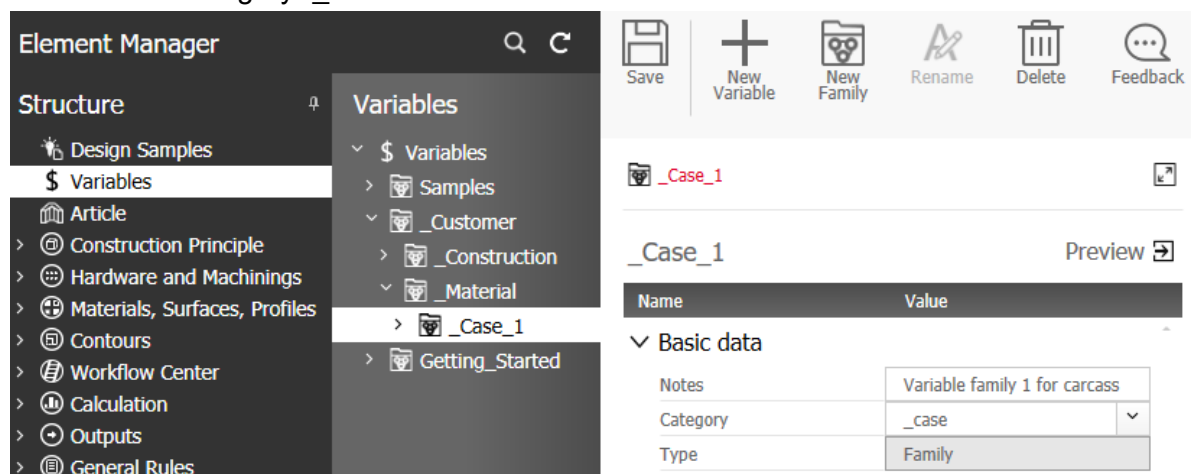 Element Manager
Structure
Design Samples
$ Variables
Article
Construction Principle
Hardware and Machinings
Materials, Surfaces, Profiles
Contours
Workflow Center
Calculation
Outputs
General Rules
Variables
$ Variables
Samples
_Customer
_Construction
_Material
_Case_1
Getting_Started
Save
New
Variable
New
Family
Rename
Delete
Feedback
_Case_1
_Case_1 Preview
Name Value
Basic data
Notes Variable family 1 for carcass
Category _case
Type Family